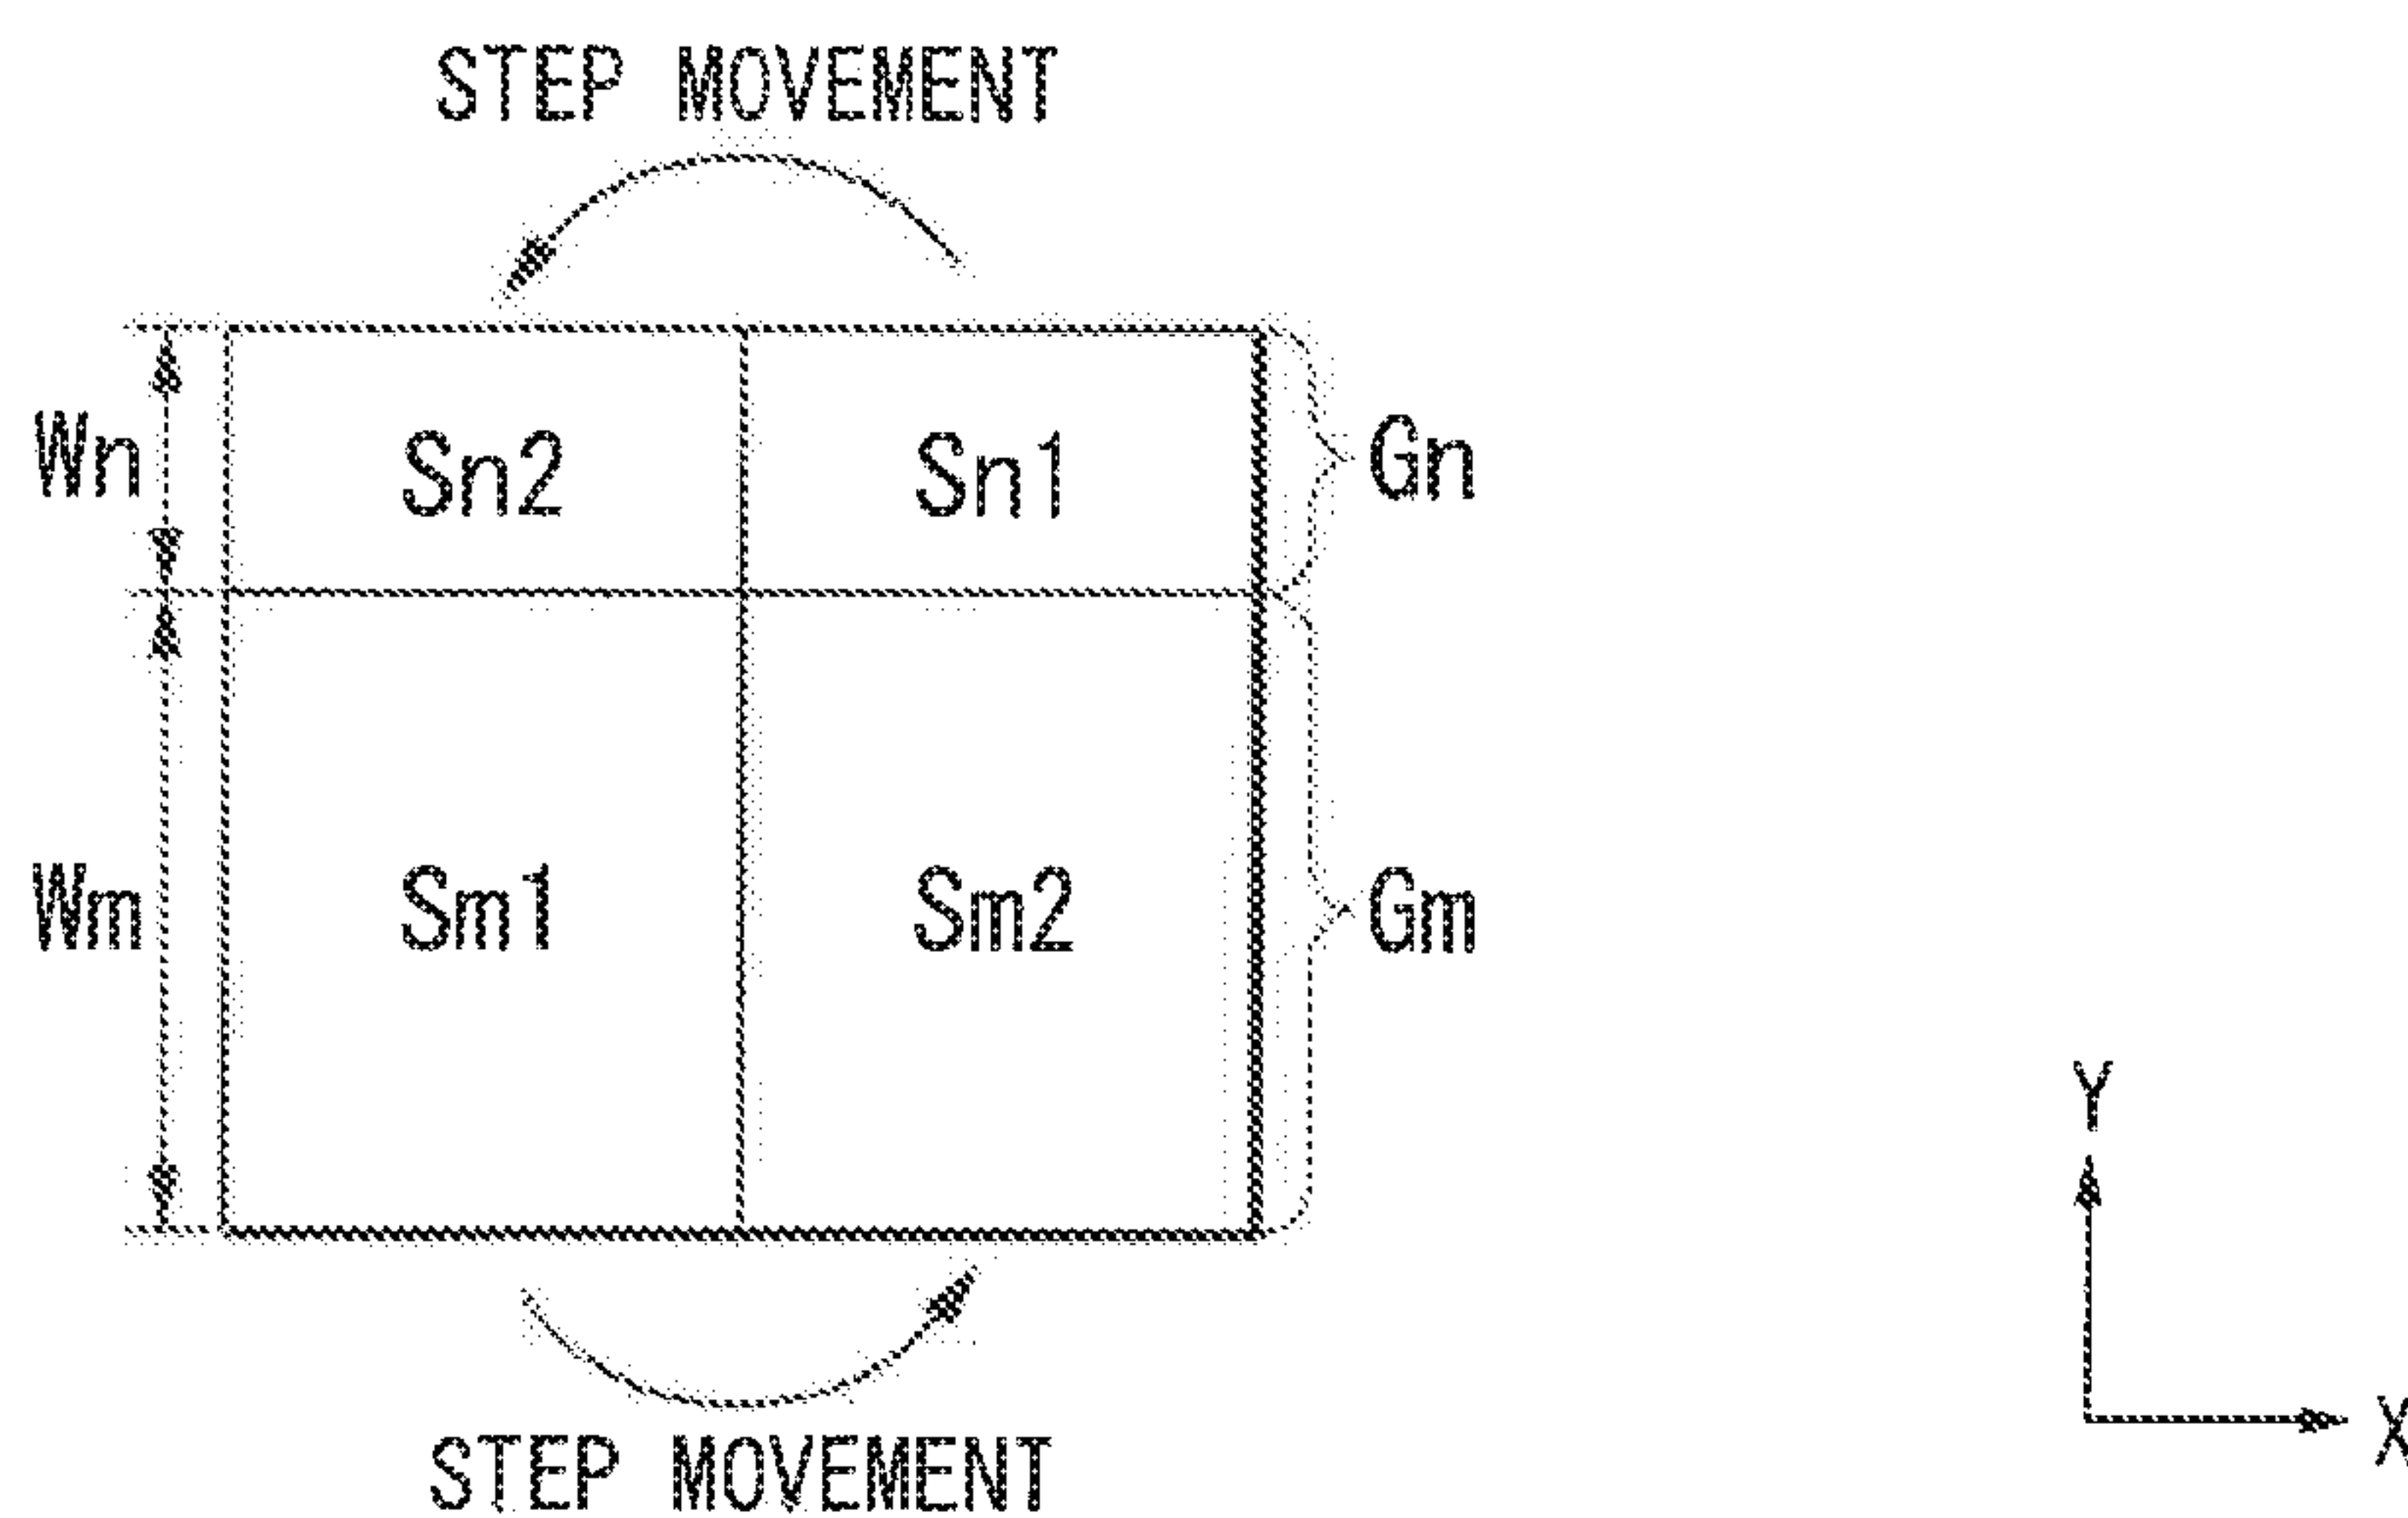 STEP MOVEMENT
Wn
Sn2
Sn1
Gn
Wm
Sm1
Sm2
Gm
Y
X
STEP MOVEMENT